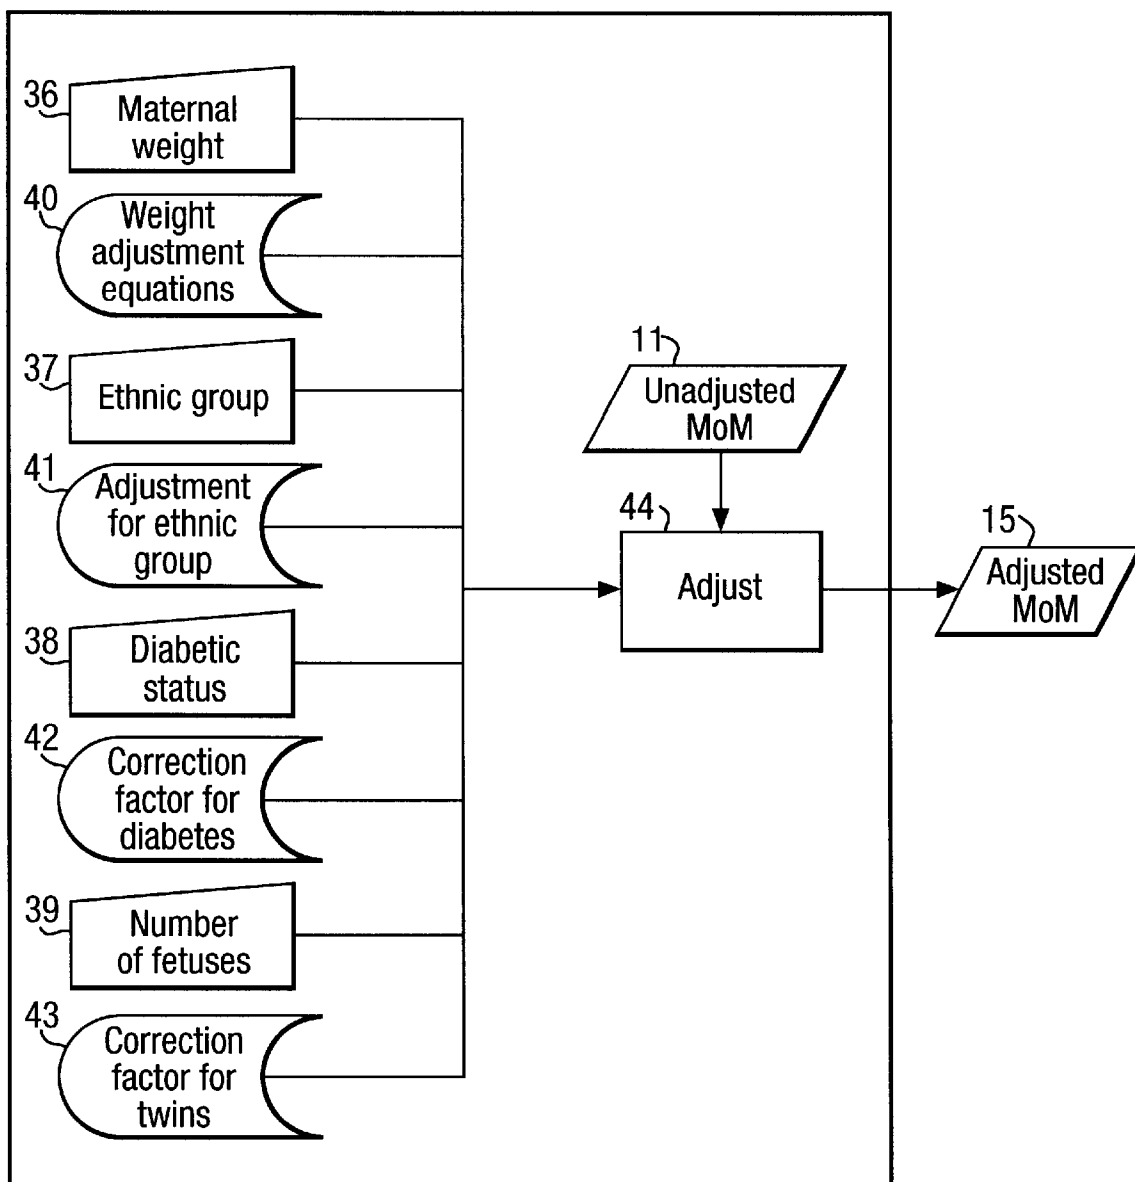 36
Maternal
weight
40
Weight
adjustment
equations
37
Ethnic group
41
Adjustment
for ethnic
group
38
Diabetic
status
42
Correction
factor for
diabetes
39
Number
of fetuses
43
Correction
factor for
twins
11
Unadjusted
MoM
44
Adjust
15
Adjusted
MoM